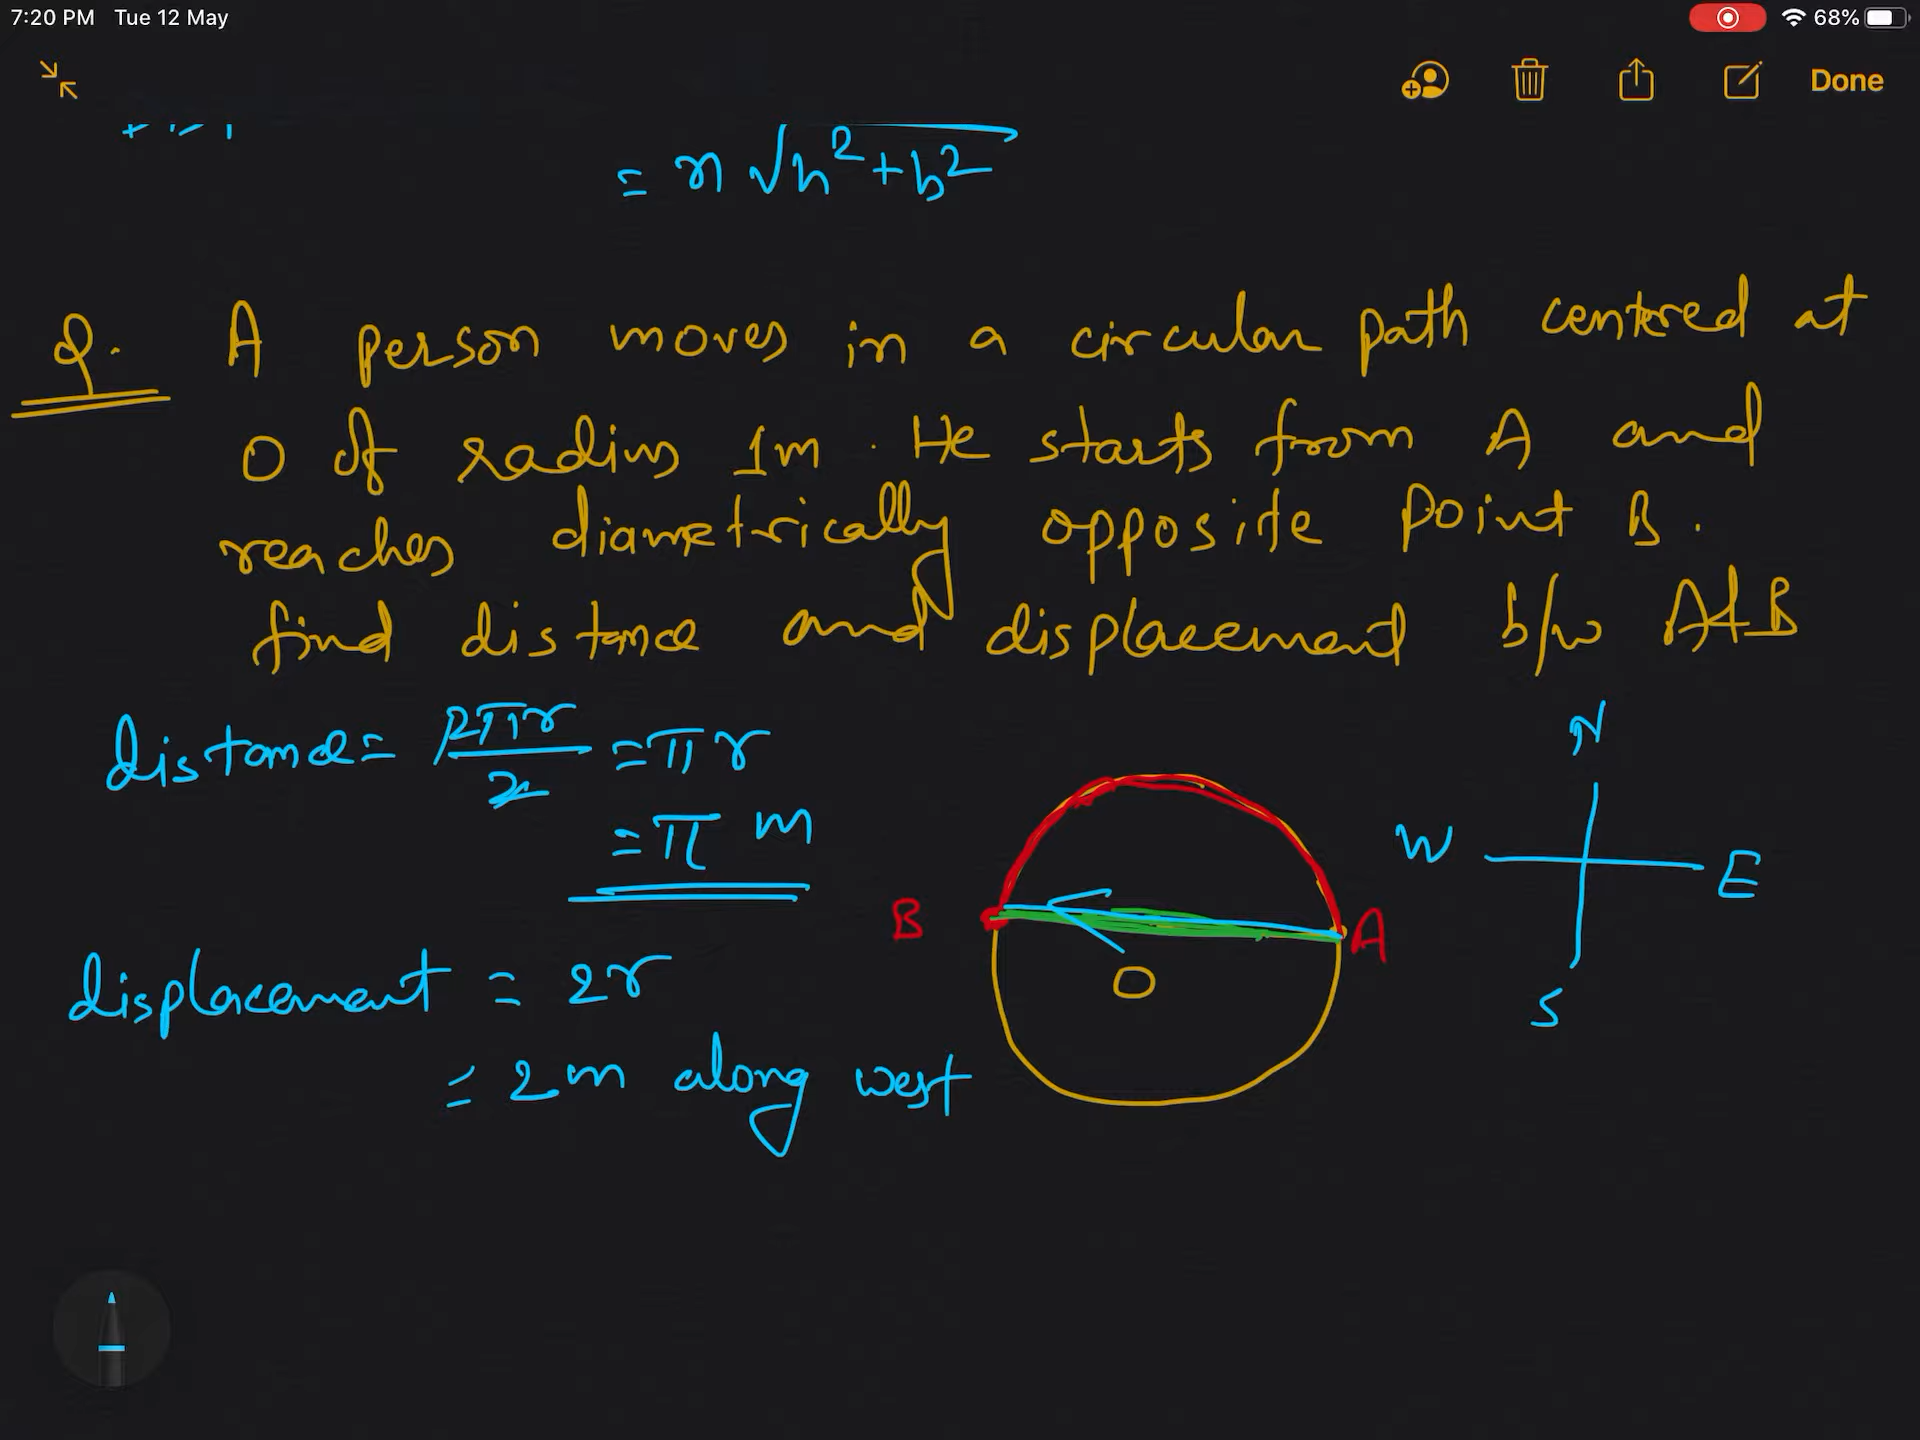 7:20 PM Tue 12 May 68%
Done
= n √h²+b²
Q. A person moves in a circular path centered at
O of radius 1m. He starts from A and
reaches diametrically opposite point B.
find distance and displacement b/w A&B
distance = 2πr/2 = πr
= π m
displacement = 2r
= 2m along west
B
A
O
N
W
E
S